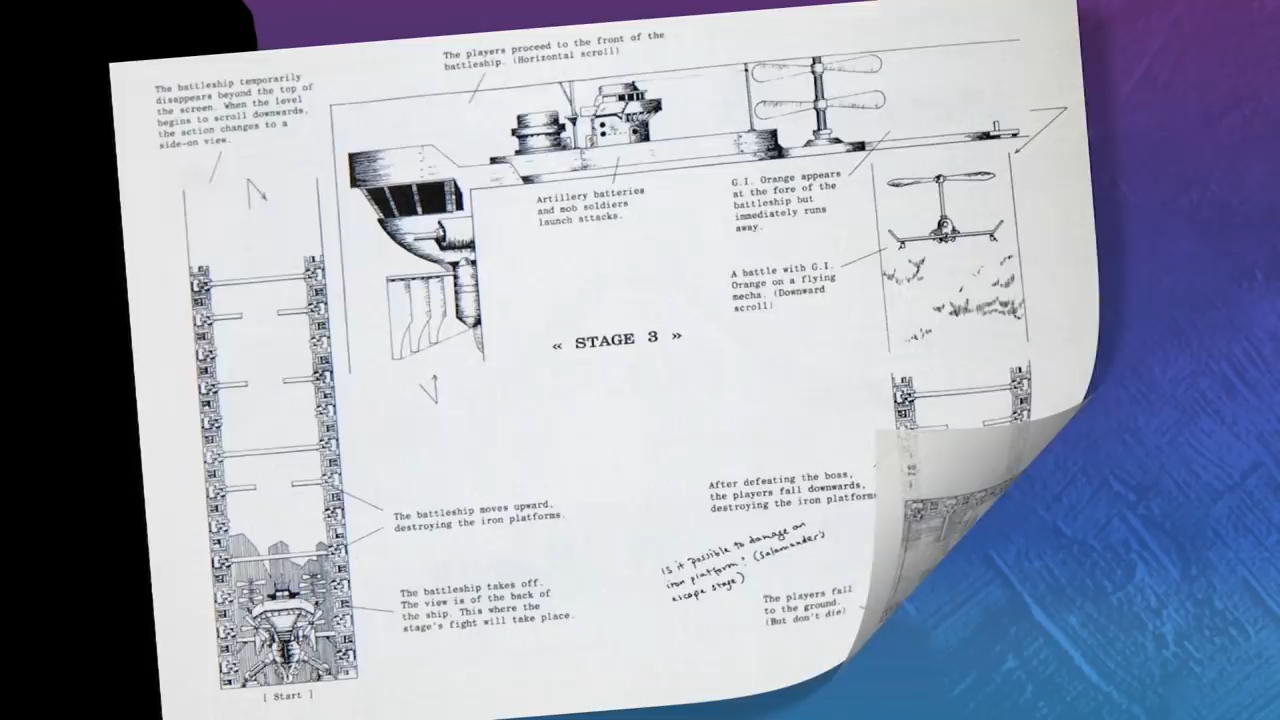 The players proceed to the front of the
battleship. (Horizontal scroll)
The battleship temporarily
disappears beyond the top of
the screen. When the level
begins to scroll downwards,
the action changes to a
side-on view.
Artillery batteries
and mob soldiers
launch attacks.
G.I. Orange appears
at the fore of the
battleship but
immediately runs
away.
A battle with G.I.
Orange on a flying
mecha. (Downward
scroll)
« STAGE 3 »
The battleship moves upward,
destroying the iron platforms.
After defeating the boss,
the players fall downwards,
destroying the iron platforms
Is it possible to damage an
iron platform? (Salamander's
escape stage)
The battleship takes off.
The view is of the back of
the ship. This where the
stage's fight will take place.
The players fall
to the ground.
(But don't die)
[ Start ]